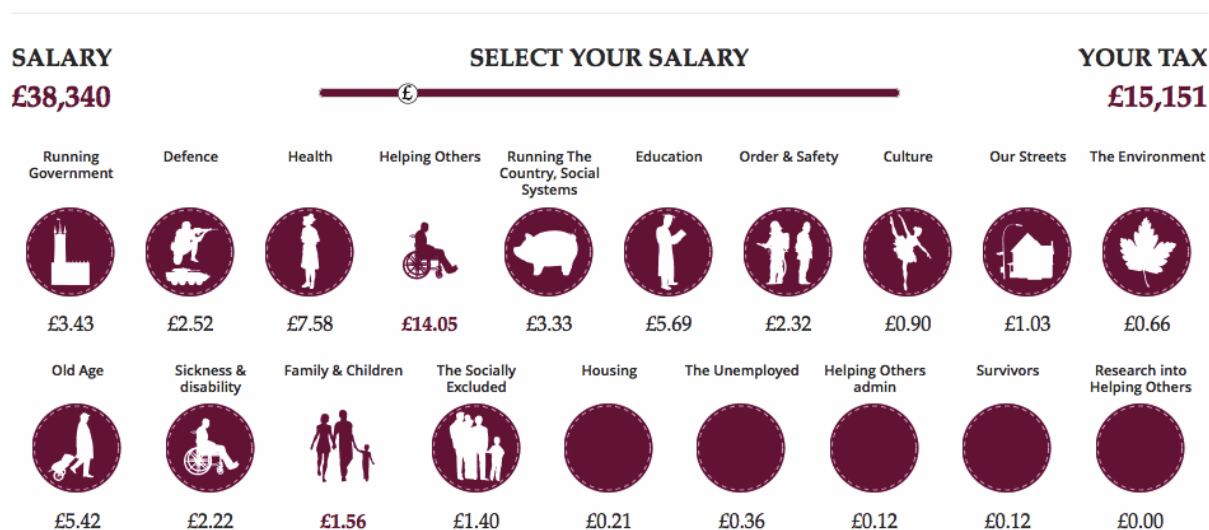 SALARY
SELECT YOUR SALARY
YOUR TAX
£38,340
£
£15,151
Running
Government
Defence
Health
Helping Others
Running The
Country, Social
Systems
Education
Order & Safety
Culture
Our Streets
The Environment
£3.43
£2.52
£7.58
£14.05
£3.33
£5.69
£2.32
£0.90
£1.03
£0.66
Old Age
Sickness &
disability
Family & Children
The Socially
Excluded
Housing
The Unemployed
Helping Others
admin
Survivors
Research into
Helping Others
£5.42
£2.22
£1.56
£1.40
£0.21
£0.36
£0.12
£0.12
£0.00